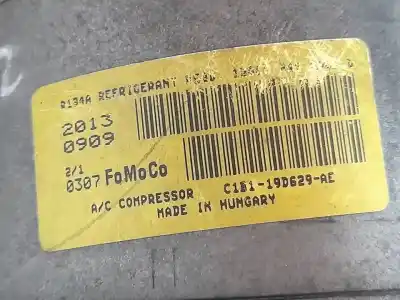 R134A REFRIGERANT
2013
0909
2/1
0307 FoMoCo
A/C COMPRESSOR C1B1-19D629-AE
MADE IN HUNGARY